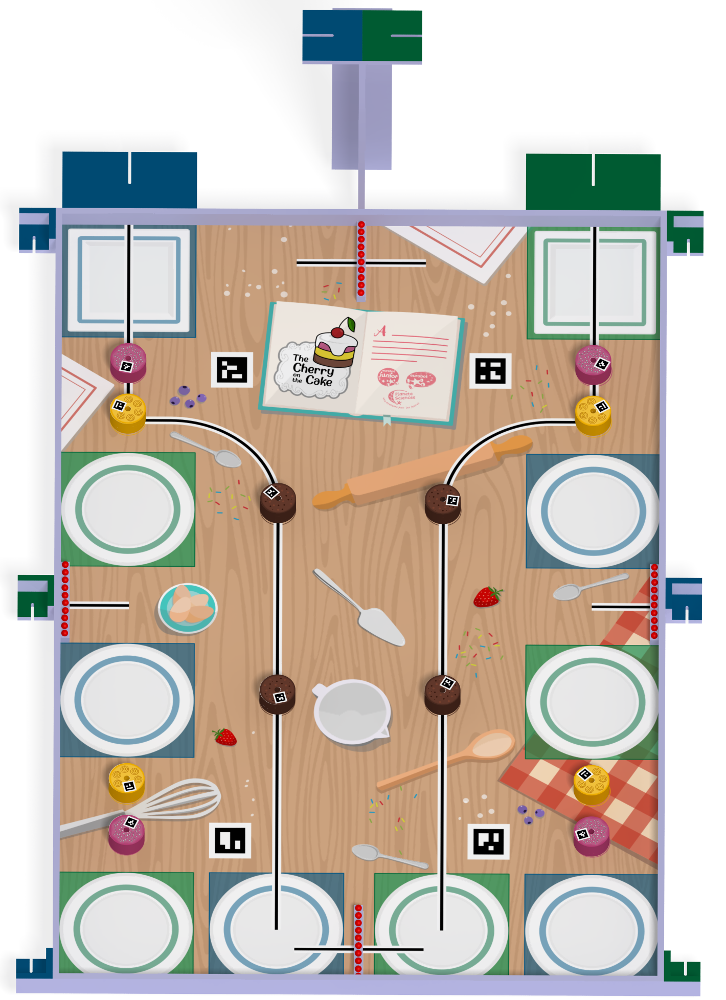 The
Cherry
on
the Cake
A
eurobot
junior
eurobot
Planète
Sciences